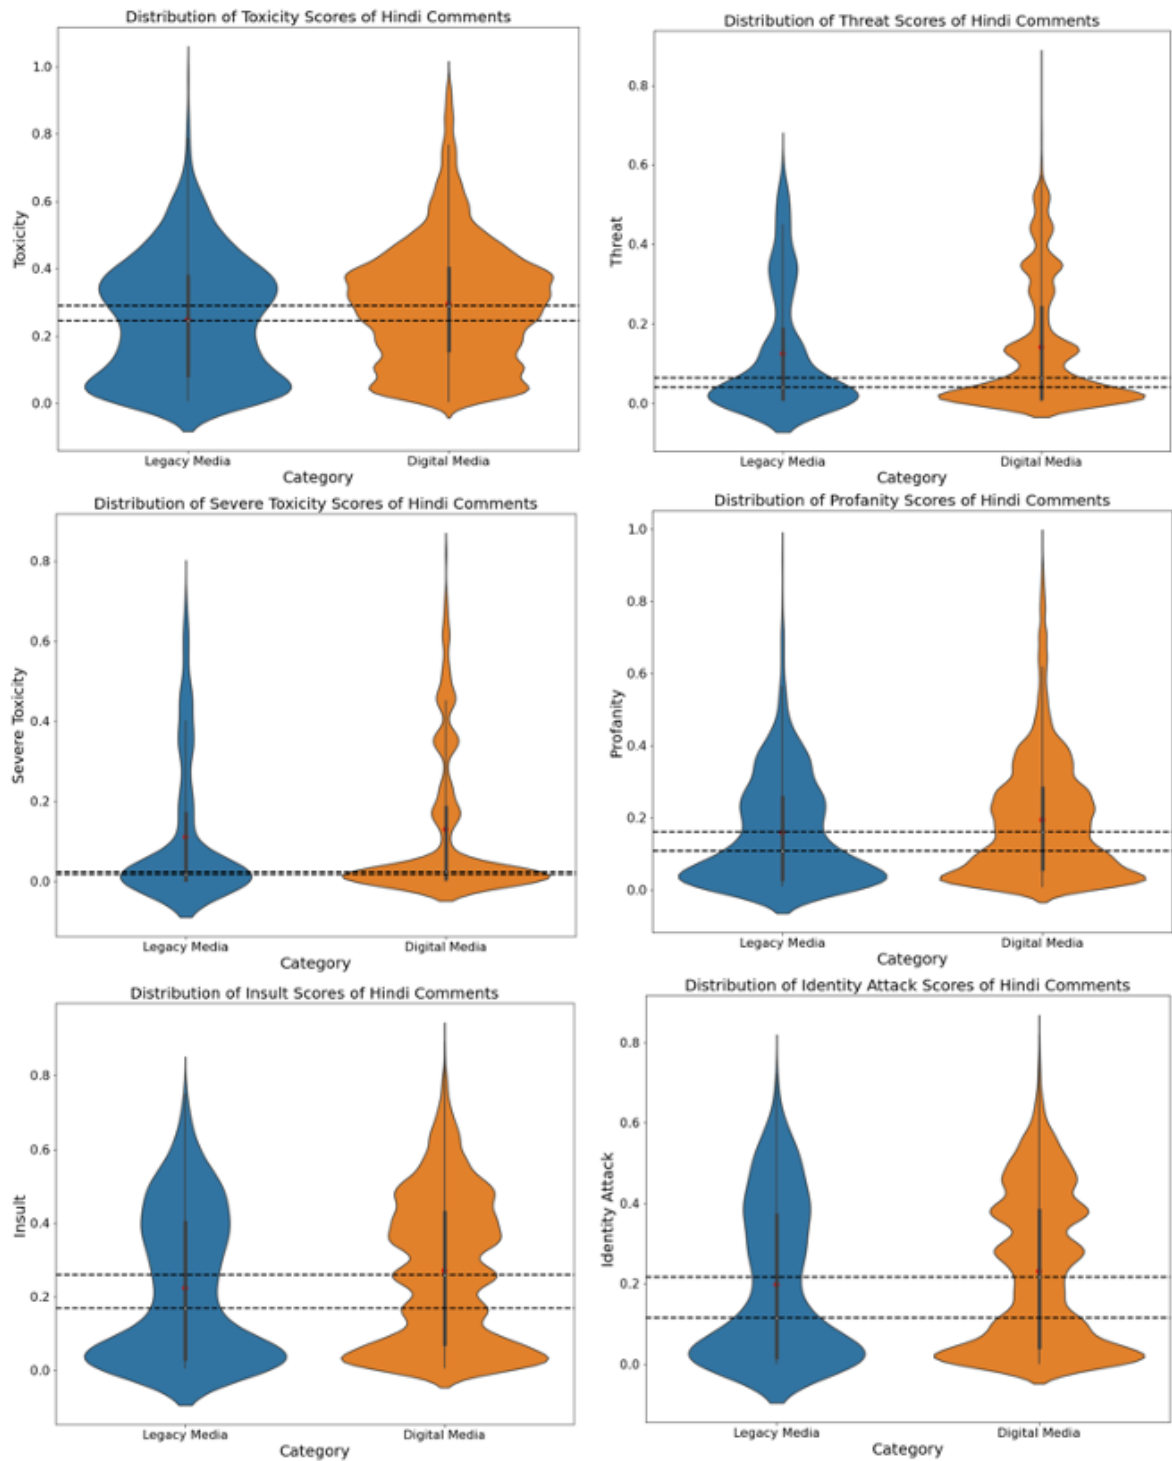 Distribution of Toxicity Scores of Hindi Comments
1.0
0.8
0.6
0.4
0.2
0.0
Toxicity
Legacy Media
Digital Media
Category
Distribution of Threat Scores of Hindi Comments
0.8
0.6
0.4
0.2
0.0
Threat
Legacy Media
Digital Media
Category
Distribution of Severe Toxicity Scores of Hindi Comments
0.8
0.6
0.4
0.2
0.0
Severe Toxicity
Legacy Media
Digital Media
Category
Distribution of Profanity Scores of Hindi Comments
1.0
0.8
0.6
0.4
0.2
0.0
Profanity
Legacy Media
Digital Media
Category
Distribution of Insult Scores of Hindi Comments
0.8
0.6
0.4
0.2
0.0
Insult
Legacy Media
Digital Media
Category
Distribution of Identity Attack Scores of Hindi Comments
0.8
0.6
0.4
0.2
0.0
Identity Attack
Legacy Media
Digital Media
Category